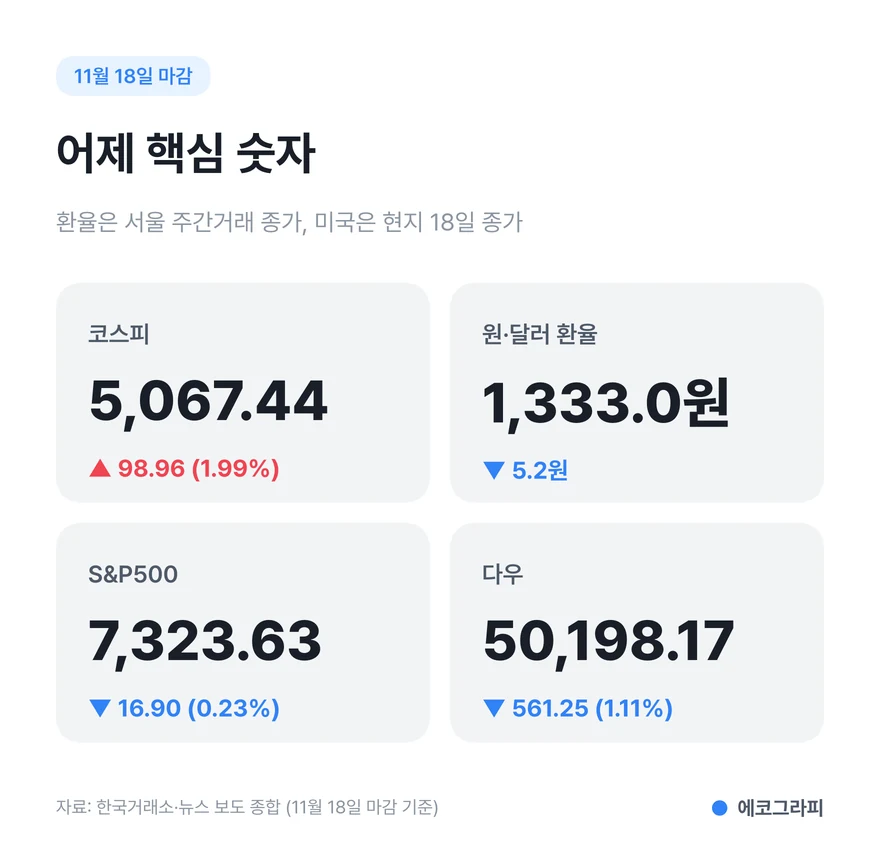 11월 18일 마감
어제 핵심 숫자
환율은 서울 주간거래 종가, 미국은 현지 18일 종가
코스피
5,067.44
▲ 98.96 (1.99%)
원·달러 환율
1,333.0원
▼ 5.2원
S&P500
7,323.63
▼ 16.90 (0.23%)
다우
50,198.17
▼ 561.25 (1.11%)
자료: 한국거래소·뉴스 보도 종합 (11월 18일 마감 기준)
에코그라피